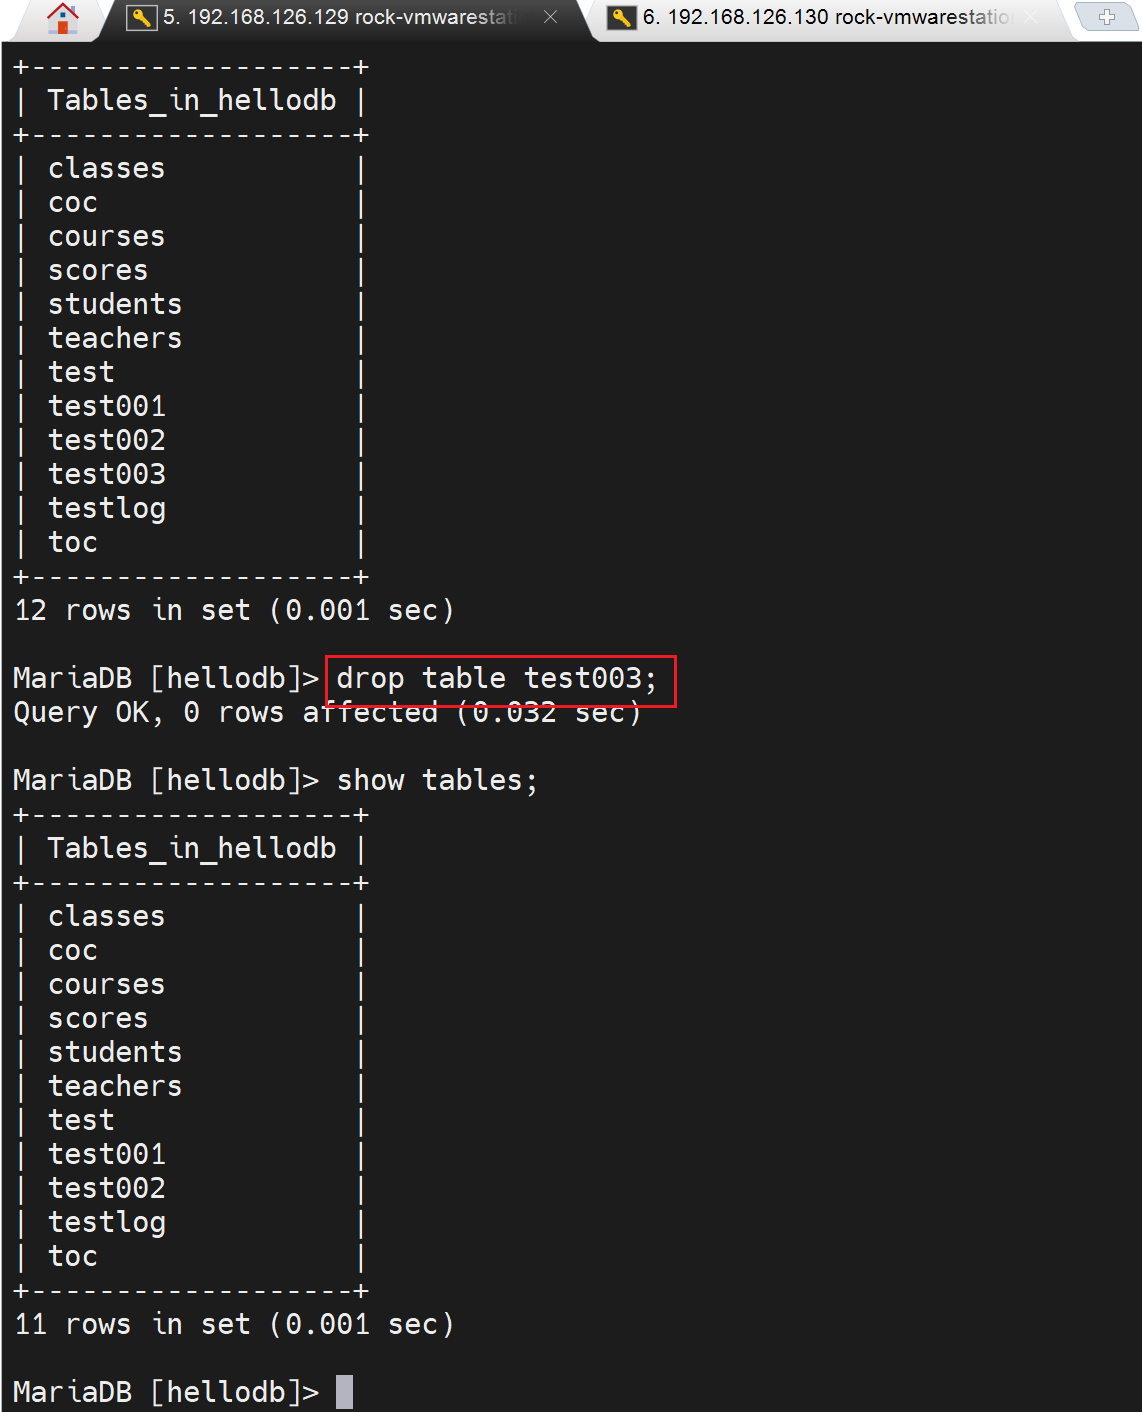 5. 192.168.126.129 rock-vmwarestati
6. 192.168.126.130 rock-vmwarestatio
+-------------------+
| Tables_in_hellodb |
+-------------------+
| classes           |
| coc               |
| courses           |
| scores            |
| students          |
| teachers          |
| test              |
| test001           |
| test002           |
| test003           |
| testlog           |
| toc               |
+-------------------+
12 rows in set (0.001 sec)
MariaDB [hellodb]> drop table test003;
Query OK, 0 rows affected (0.032 sec)
MariaDB [hellodb]> show tables;
+-------------------+
| Tables_in_hellodb |
+-------------------+
| classes           |
| coc               |
| courses           |
| scores            |
| students          |
| teachers          |
| test              |
| test001           |
| test002           |
| testlog           |
| toc               |
+-------------------+
11 rows in set (0.001 sec)
MariaDB [hellodb]>